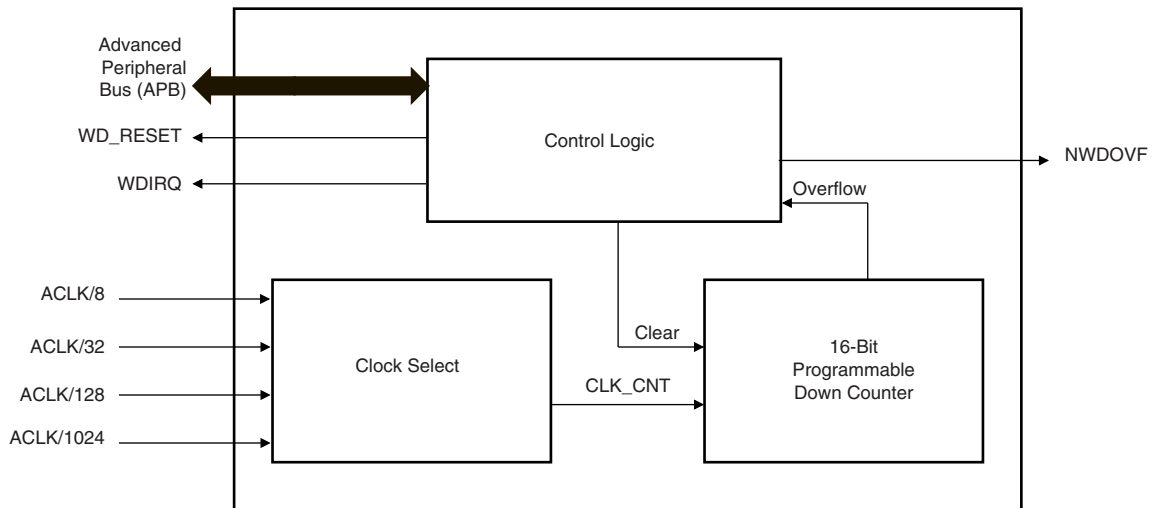 Advanced
Peripheral
Bus (APB)
WD_RESET
WDIRQ
Control Logic
NWDOVF
Overflow
ACLK/8
ACLK/32
ACLK/128
ACLK/1024
Clock Select
Clear
CLK_CNT
16-Bit
Programmable
Down Counter